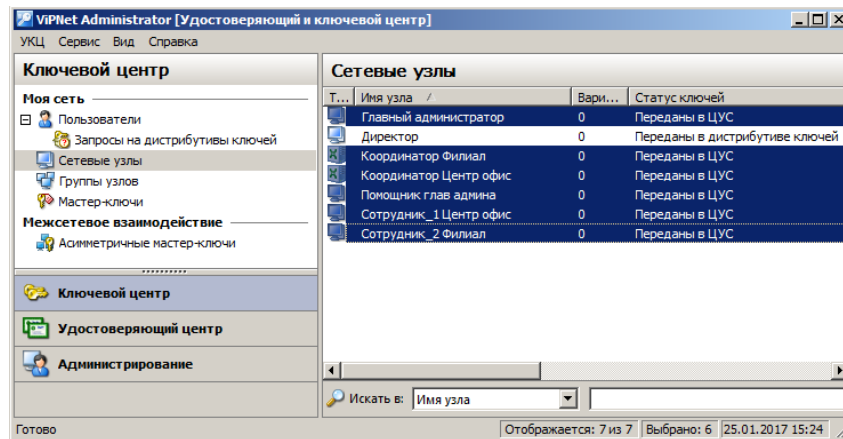 ViPNet Administrator [Удостоверяющий и ключевой центр]
УКЦ Сервис Вид Справка
Ключевой центр
Моя сеть
Пользователи
Запросы на дистрибутивы ключей
Сетевые узлы
Группы узлов
Мастер-ключи
Межсетевое взаимодействие
Асимметричные мастер-ключи
Ключевой центр
Удостоверяющий центр
Администрирование
Сетевые узлы
Т... Имя узла Вари... Статус ключей
Главный администратор 0 Переданы в ЦУС
Директор 0 Переданы в дистрибутиве ключей
Координатор Филиал 0 Переданы в ЦУС
Координатор Центр офис 0 Переданы в ЦУС
Помощник глав админа 0 Переданы в ЦУС
Сотрудник_1 Центр офис 0 Переданы в ЦУС
Сотрудник_2 Филиал 0 Переданы в ЦУС
Искать в: Имя узла
Готово Отображается: 7 из 7 Выбрано: 6 25.01.2017 15:24